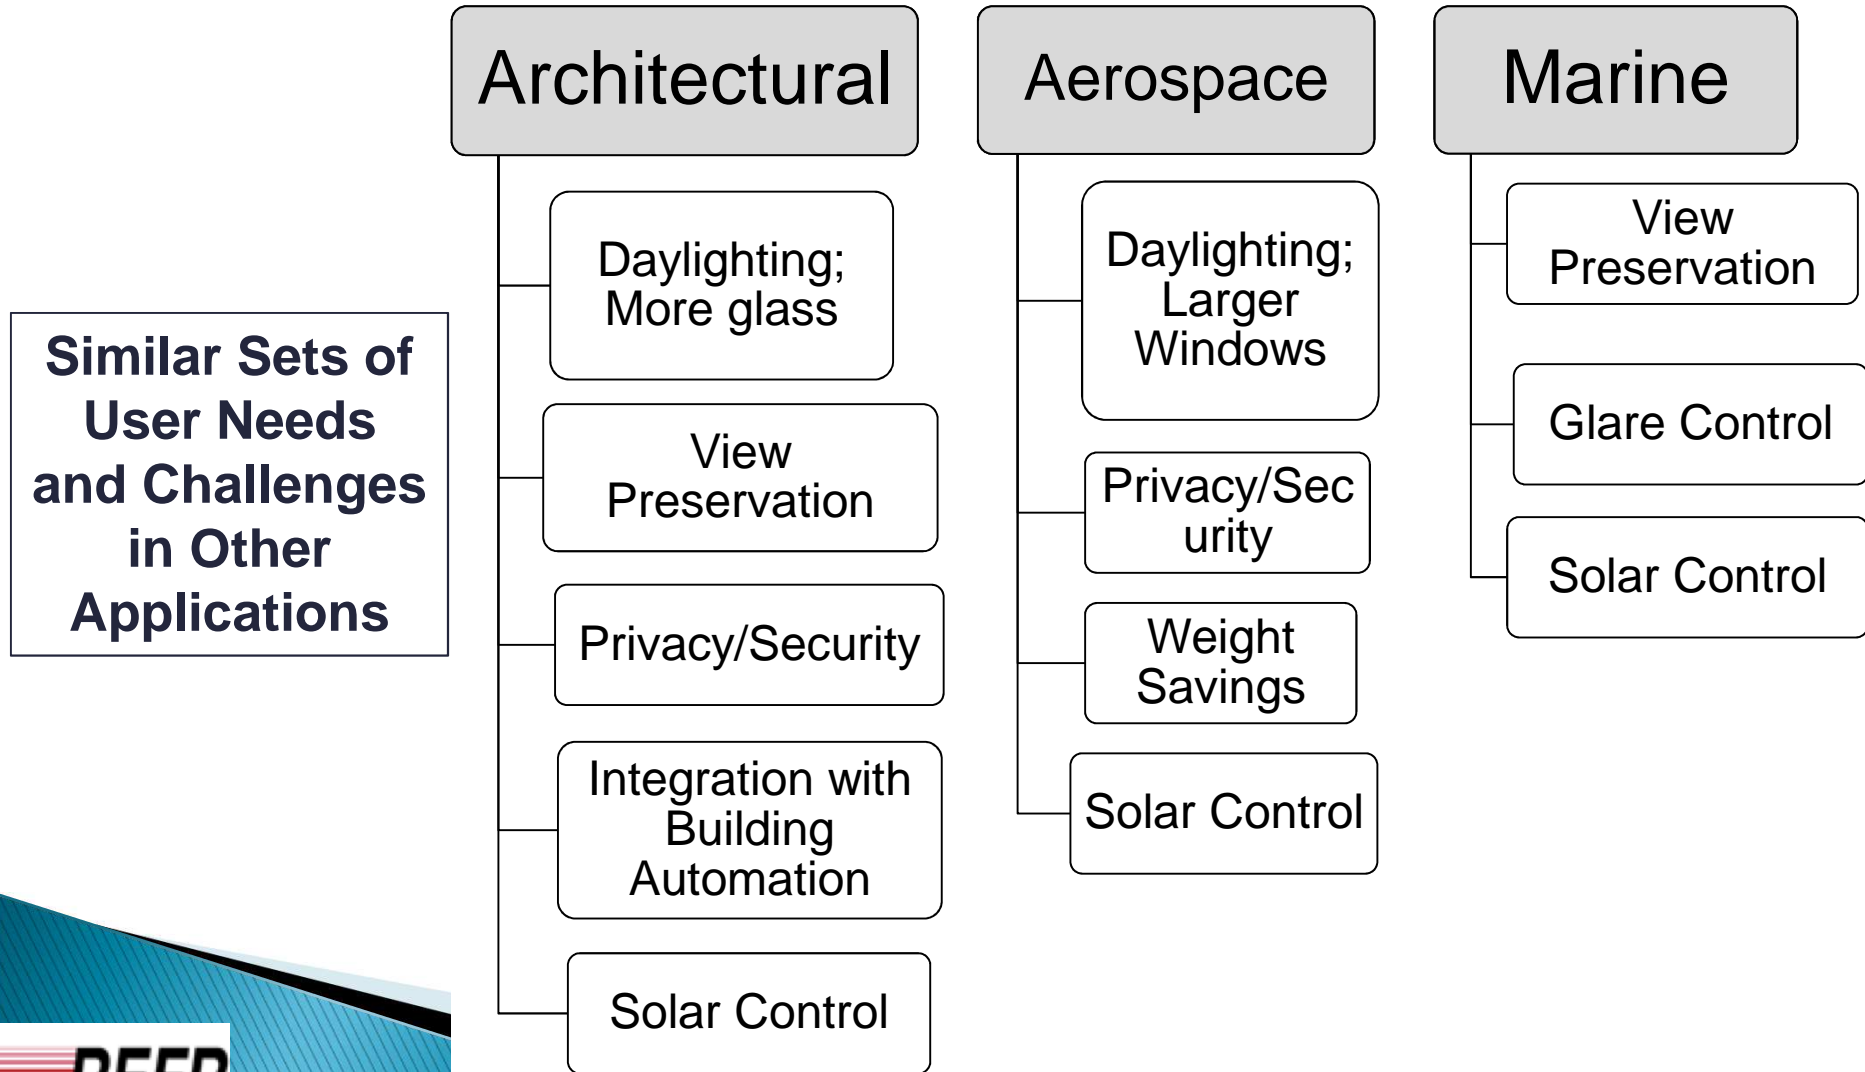 Similar Sets of
User Needs
and Challenges
in Other
Applications
Architectural
Daylighting;
More glass
View
Preservation
Privacy/Security
Integration with
Building
Automation
Solar Control
Aerospace
Daylighting;
Larger
Windows
Privacy/Sec
urity
Weight
Savings
Solar Control
Marine
View
Preservation
Glare Control
Solar Control